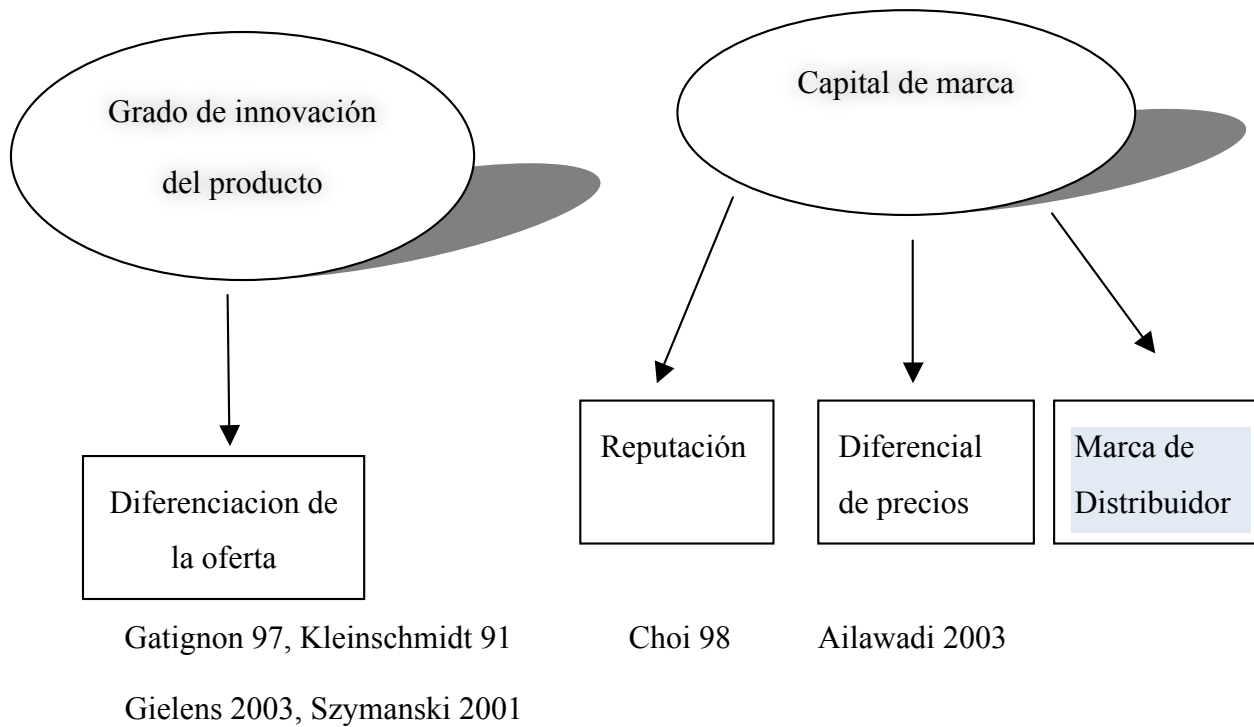 Grado de innovación
del producto
Capital de marca
Diferenciacion de
la oferta
Reputación
Diferencial
de precios
Marca de
Distribuidor
Gatignon 97, Kleinschmidt 91
Gielens 2003, Szymanski 2001
Choi 98
Ailawadi 2003